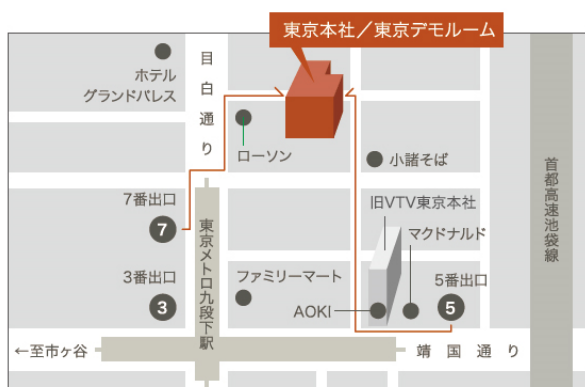 東京本社／東京デモルーム
ホテル
グランドパレス
目白通り
ローソン
小諸そば
首都高速池袋線
7番出口
7
旧VTV東京本社
マクドナルド
東京メトロ九段下駅
3番出口
3
ファミリーマート
AOKI
5番出口
5
←至市ヶ谷
靖国通り